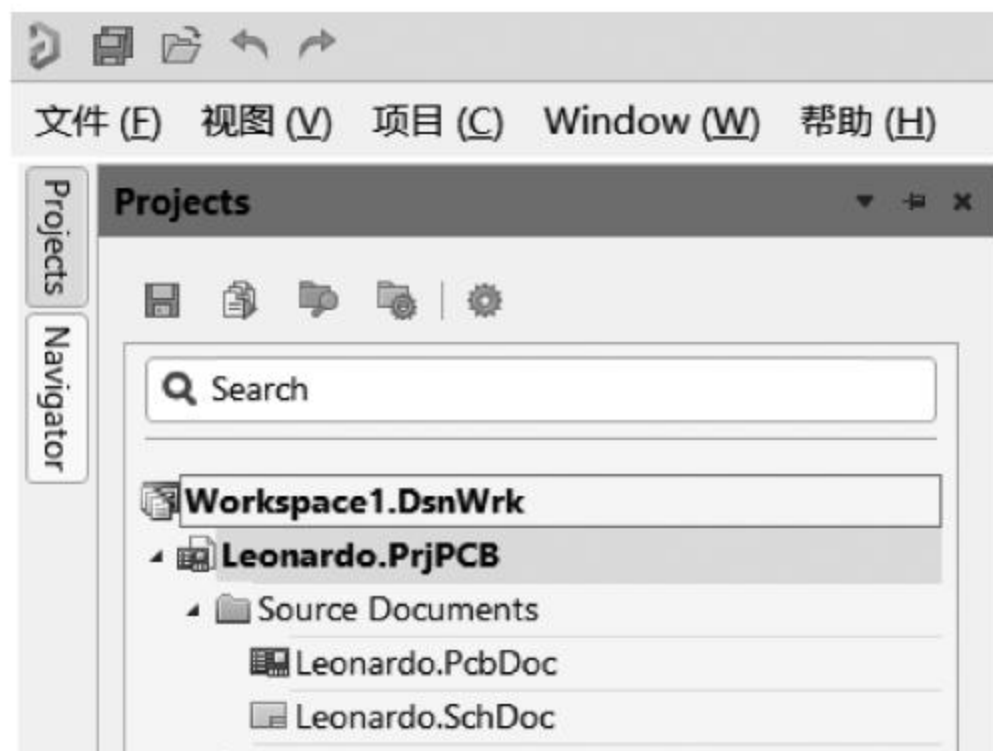 文件 (F) 视图 (V) 项目 (C) Window (W) 帮助 (H)
Projects
Navigator
Projects
Search
Workspace1.DsnWrk
Leonardo.PrjPCB
Source Documents
Leonardo.PcbDoc
Leonardo.SchDoc